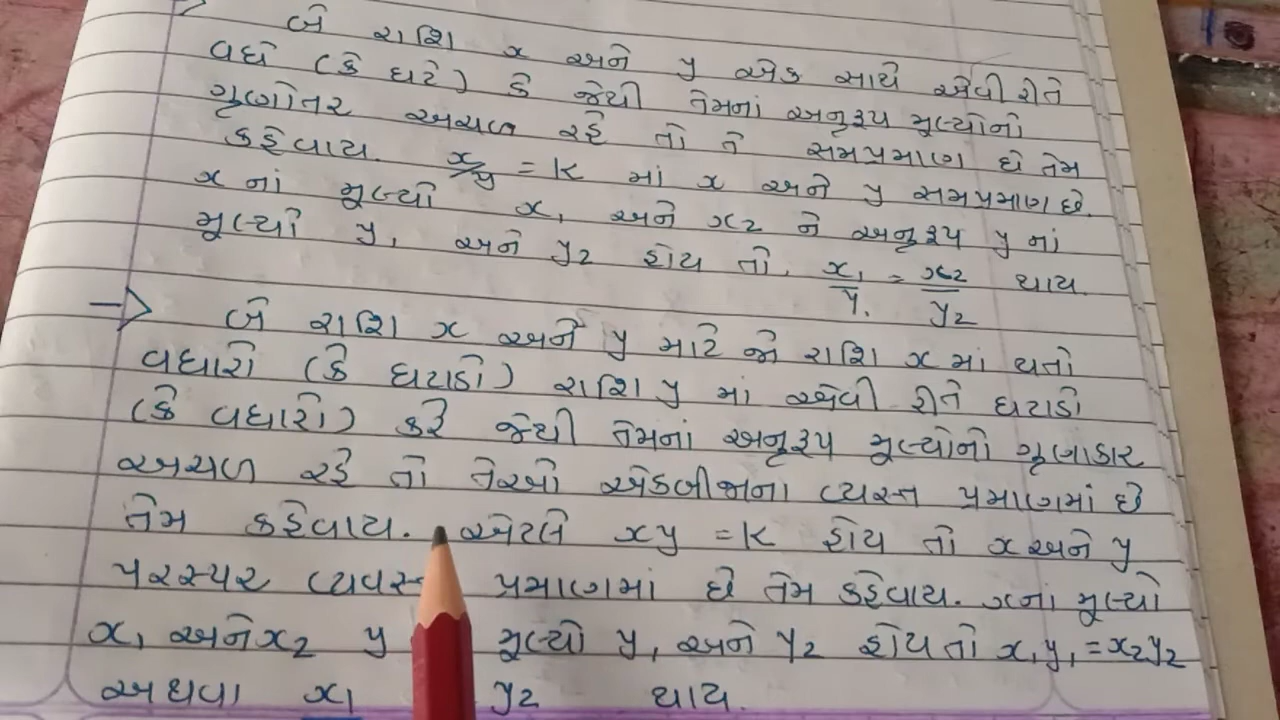 બે રાશિ x અને y એક સાથે એવી રીતે
વધે (કે ઘટે) કે જેથી તેમનાં અનુરૂપ મુલ્યોનો
ગુણોતર અચળ રહે તો તે સમપ્રમાણ છે તેમ
કહેવાય. x/y = K માં x અને y સમપ્રમાણ છે.
x નાં મુલ્યો x₁ અને x₂ ને અનુરૂપ y નાં
મુલ્યો y₁ અને y₂ હોય તો. x₁/y₁ = x₂/y₂ થાય
→ બે રાશિ x અને y માટે જો રાશિ x માં થતો
વધારો (કે ઘટાડો) રાશિ y માં એવી રીતે ઘટાડો
(કે વધારો) કરે જેથી તેમનાં અનુરૂપ મુલ્યોનો ગુણાકાર
અચળ રહે તો તેઓ એકબીજાના વ્યસ્ત પ્રમાણમાં છે
તેમ કહેવાય. એટલે xy = K હોય તો x અને y
પરસ્પર પ્રમાણમાં છે તેમ કહેવાય. xનાં મુલ્યો
x₁ અને x₂ y મુલ્યો y₁ અને y₂ હોય તો x₁y₁ = x₂y₂
અથવા x₁ y₂ થાય.